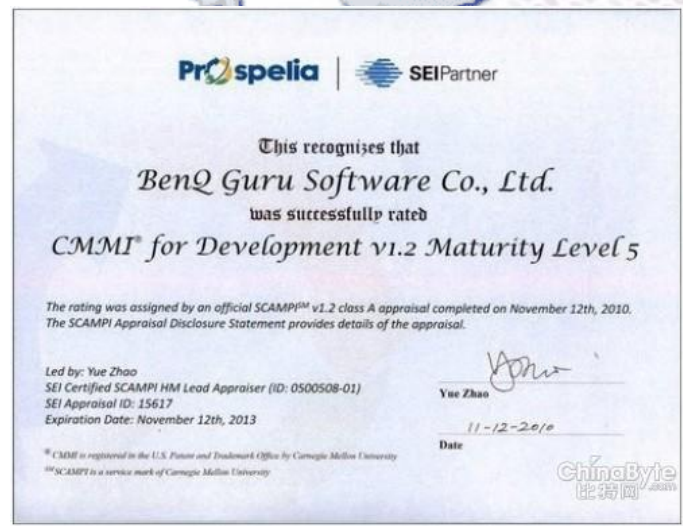 Prospelia | SEI Partner
This recognizes that
BenQ Guru Software Co., Ltd.
was successfully rated
CMMI® for Development v1.2 Maturity Level 5
The rating was assigned by an official SCAMPI℠ v1.2 class A appraisal completed on November 12th, 2010.
The SCAMPI Appraisal Disclosure Statement provides details of the appraisal.
Led by: Yue Zhao
SEI Certified SCAMPI HM Lead Appraiser (ID: 0500508-01)
SEI Appraisal ID: 15617
Expiration Date: November 12th, 2013
Yue Zhao
11-12-2010
Date
® CMMI is registered in the U.S. Patent and Trademark Office by Carnegie Mellon University
℠ SCAMPI is a service mark of Carnegie Mellon University
ChinaByte
比特网.com